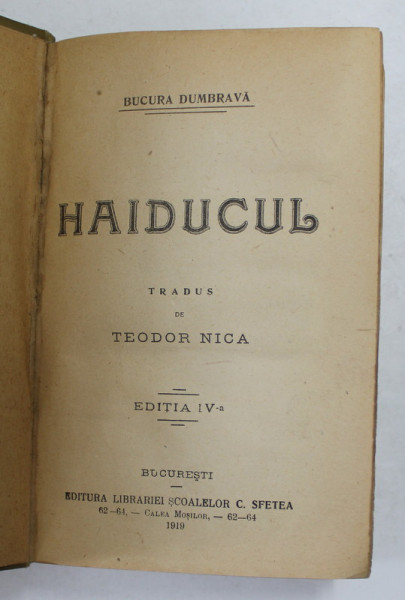 BUCURA DUMBRAVĂ
HAIDUCUL
TRADUS
DE
TEODOR NICA
EDIȚIA IV-a
BUCUREȘTI
EDITURA LIBRARIEI ȘCOALELOR C. SFETEA
62-64, — CALEA MOȘILOR, — 62-64
1919